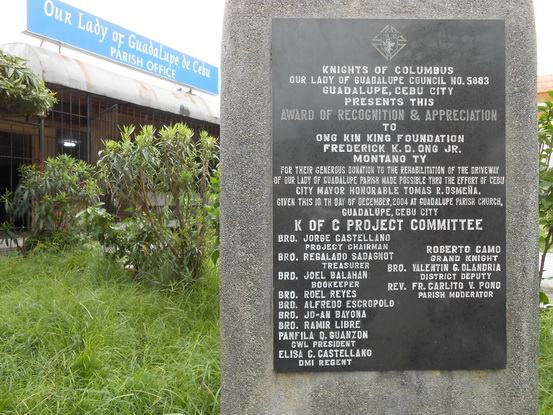 Our Lady of Guadalupe de Cebu
PARISH OFFICE
KNIGHTS OF COLUMBUS
OUR LADY OF GUADALUPE COUNCIL NO. 5983
GUADALUPE, CEBU CITY
PRESENTS THIS
AWARD OF RECOGNITION & APPRECIATION
TO
ONG KIN KING FOUNDATION
FREDERICK K.D. ONG JR.
MONTANO TY
FOR THEIR GENEROUS DONATION TO THE REHABILITATION OF THE DRIVEWAY
OF OUR LADY OF GUADALUPE PARISH MADE POSSIBLE THRU THE EFFORT OF CEBU
CITY MAYOR HONORABLE TOMAS R. OSMEÑA.
GIVEN THIS 10 TH DAY OF DECEMBER, 2004 AT GUADALUPE PARISH CHURCH,
GUADALUPE, CEBU CITY
K OF C PROJECT COMMITTEE
BRO. JORGE CASTELLANO
PROJECT CHAIRMAN
BRO. REGALADO SADAGNOT
TREASURER
BRO. JOEL BALAHAN
BOOKEEPER
BRO. ROEL REYES
BRO. ALFREDO ESCROPOLO
BRO. JO-AN BAYONA
BRO. RAMIR LIBRE
PANFILA Q. GUANZON
CWL PRESIDENT
ELISA C. CASTELLANO
DMI REGENT
ROBERTO CAMO
GRAND KNIGHT
BRO. VALENTIN G. OLANDRIA
DISTRICT DEPUTY
REV. FR. CARLITO V. PONO
PARISH MODERATOR